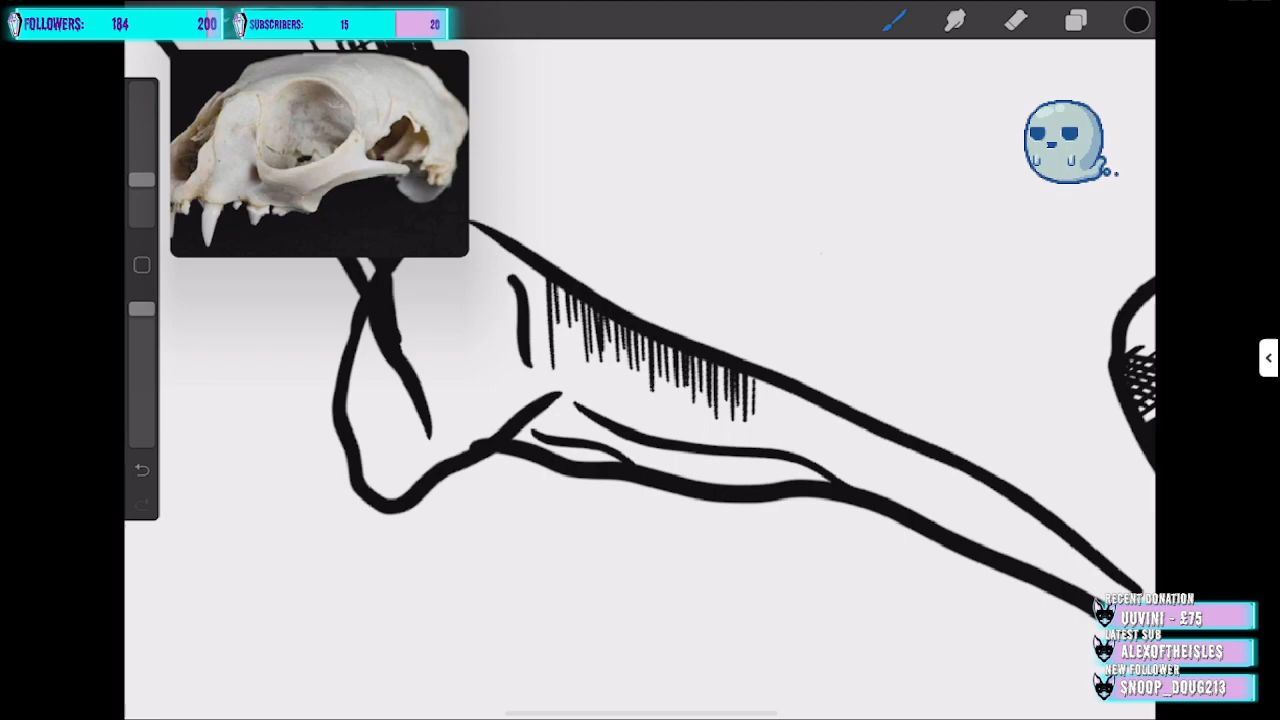 FOLLOWERS: 184 200
SUBSCRIBERS: 15 20
RECENT DONATION
UUVINI - £75
LATEST SUB
ALEXOFTHEISLES
NEW FOLLOWER
SNOOP_DOUG213